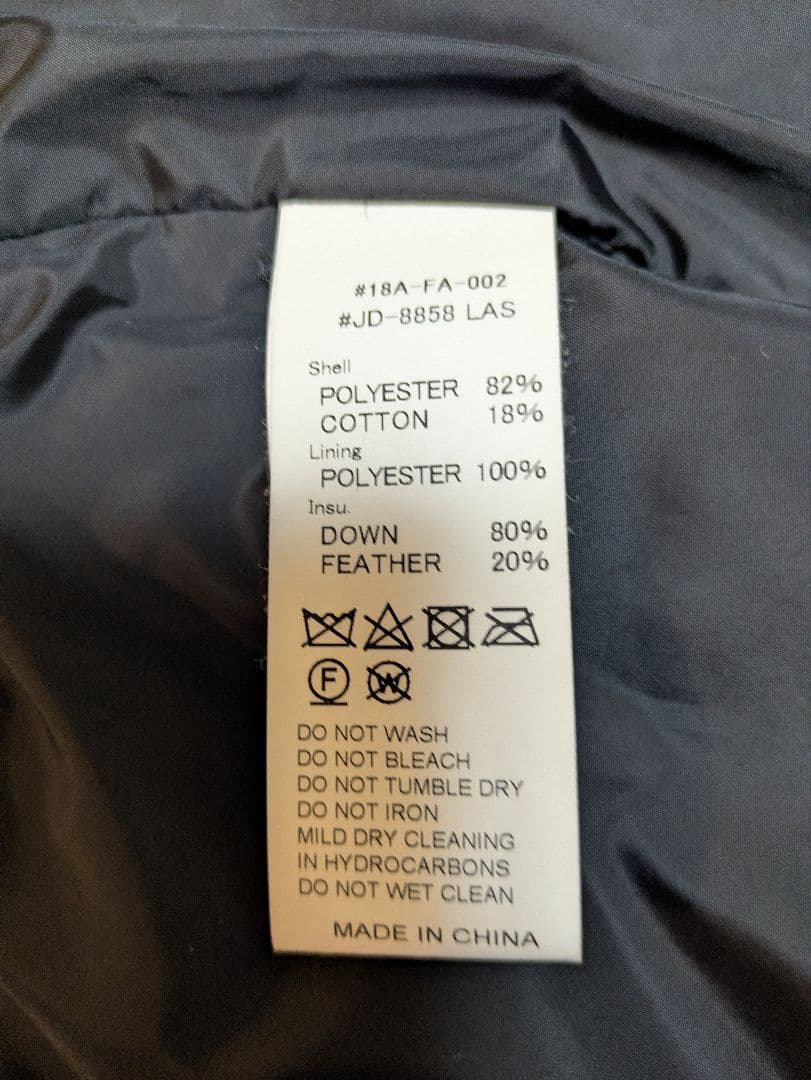 #18A-FA-002
#JD-8858 LAS
Shell
POLYESTER 82%
COTTON 18%
Lining
POLYESTER 100%
Insu.
DOWN 80%
FEATHER 20%
F W
DO NOT WASH
DO NOT BLEACH
DO NOT TUMBLE DRY
DO NOT IRON
MILD DRY CLEANING
IN HYDROCARBONS
DO NOT WET CLEAN
MADE IN CHINA